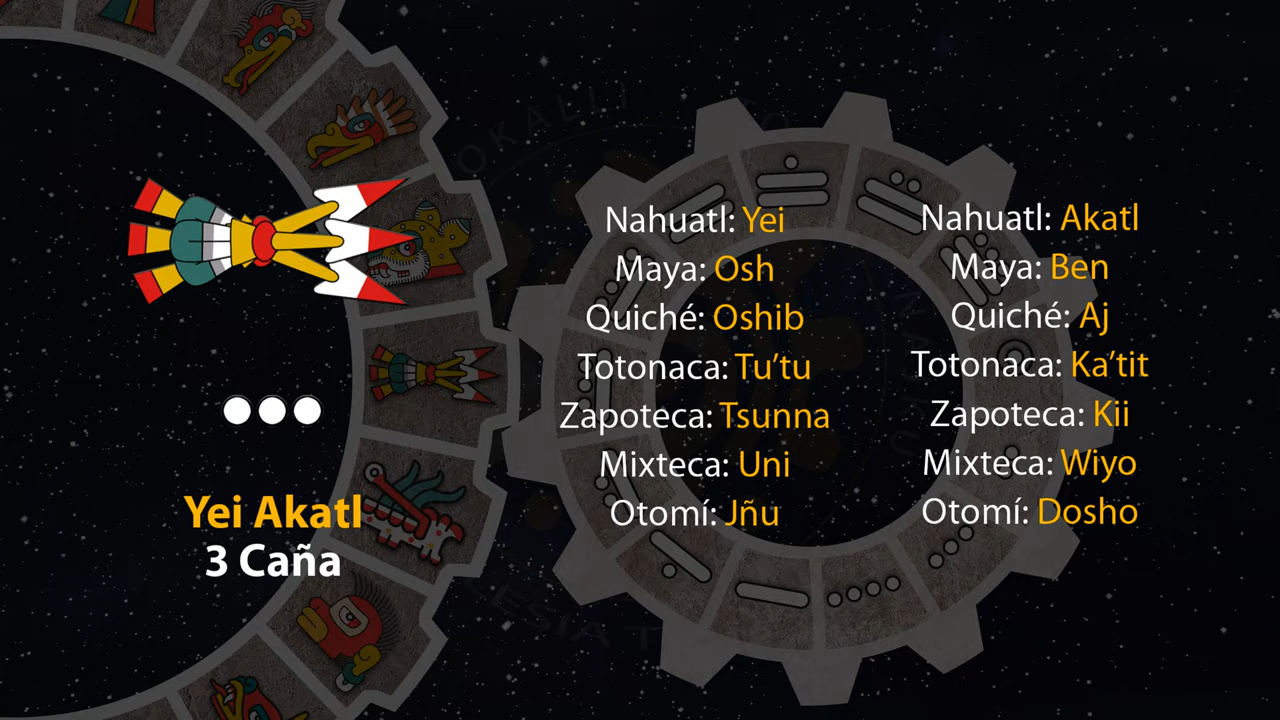 Nahuatl: Yei
Maya: Osh
Quiché: Oshib
Totonaca: Tu’tu
Zapoteca: Tsunna
Mixteca: Uni
Otomí: Jñu
Nahuatl: Akatl
Maya: Ben
Quiché: Aj
Totonaca: Ka’tit
Zapoteca: Kii
Mixteca: Wiyo
Otomí: Dosho
Yei Akatl
3 Caña